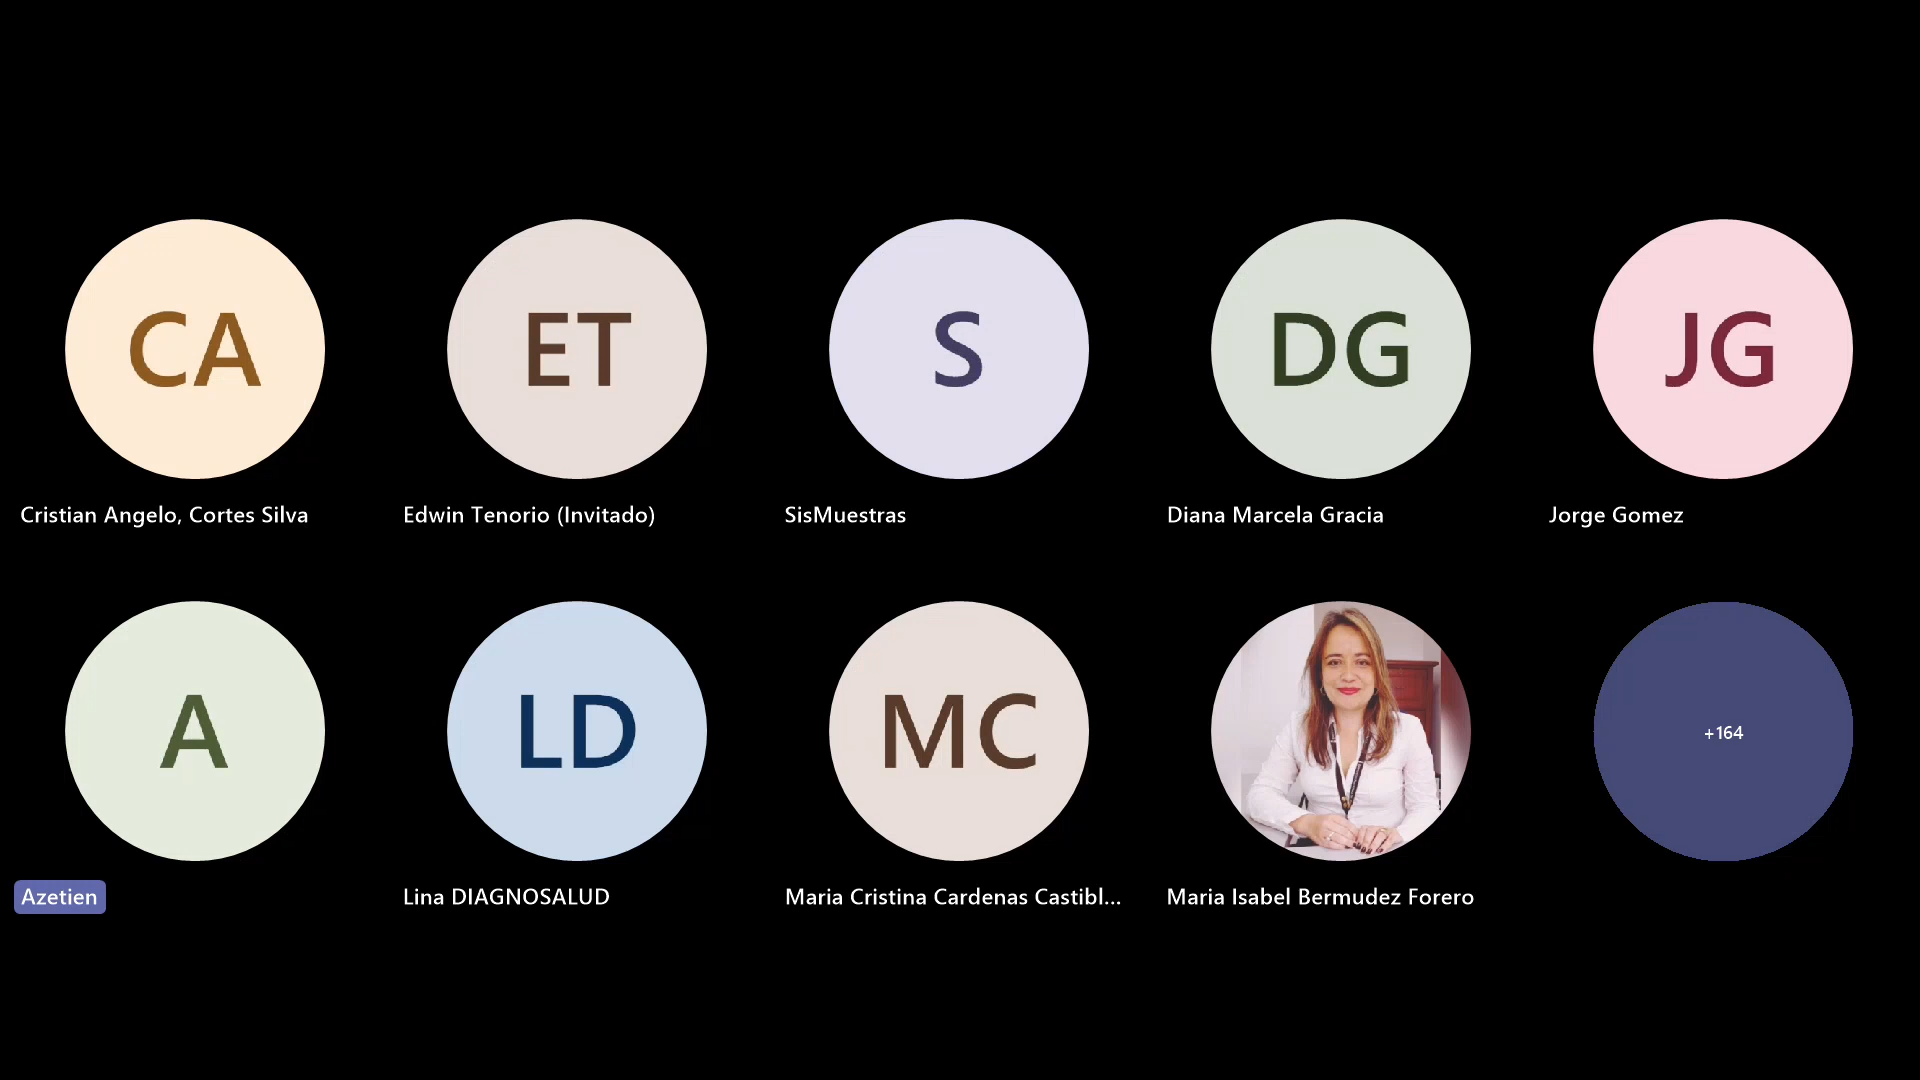 CA
ET
S
DG
JG
Cristian Angelo, Cortes Silva
Edwin Tenorio (Invitado)
SisMuestras
Diana Marcela Gracia
Jorge Gomez
A
LD
MC
+164
Azetien
Lina DIAGNOSALUD
Maria Cristina Cardenas Castibl...
Maria Isabel Bermudez Forero